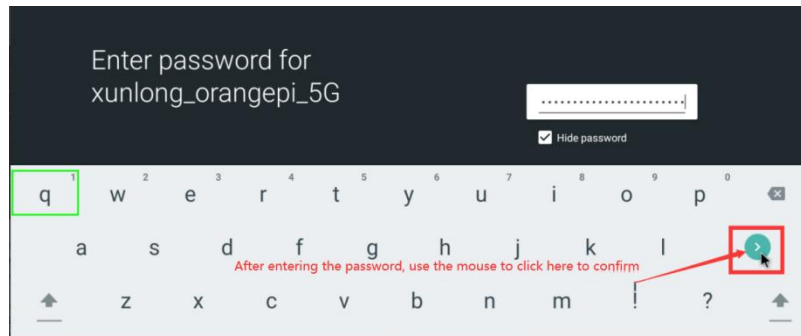 Enter password for
xunlong_orangepi_5G
Hide password
q 1 w 2 e 3 r 4 t 5 y 6 u 7 i 8 o 9 p 0
a s d f g h j k l
After entering the password, use the mouse to click here to confirm
z x c v b n m ! ?